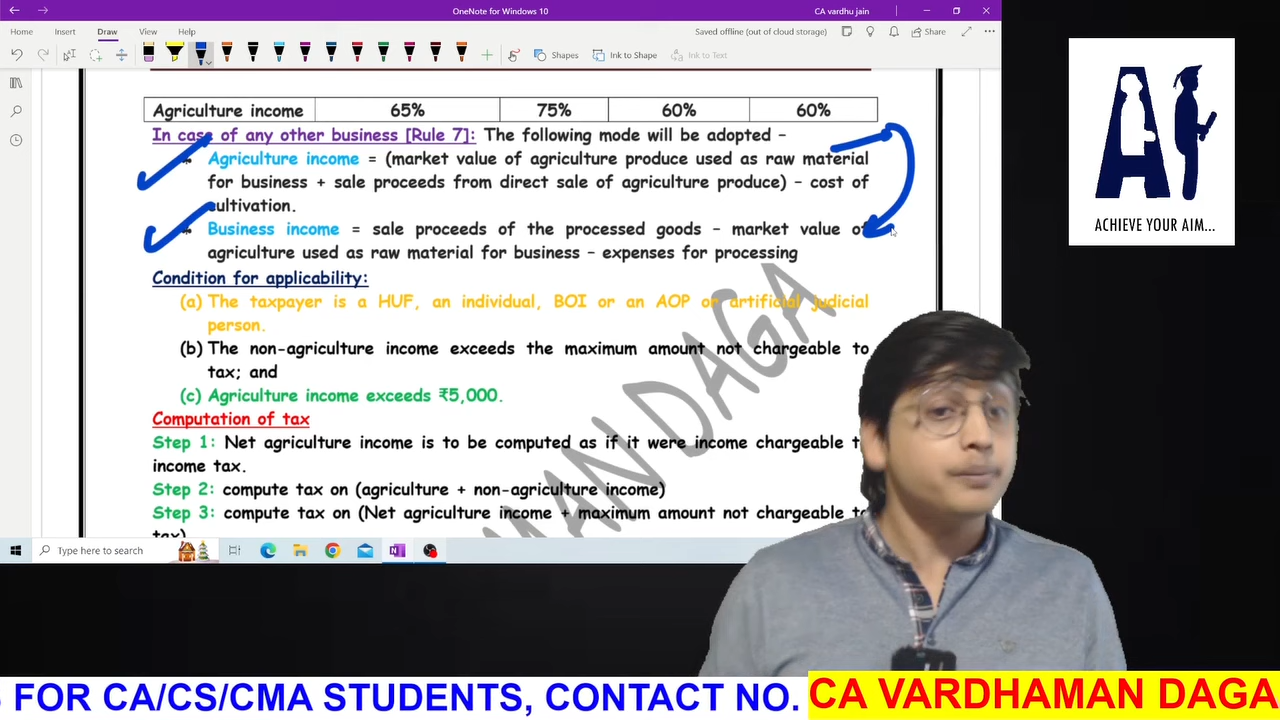 OneNote for Windows 10
CA vardhu jain
Home Insert Draw View Help
Saved offline (out of cloud storage)
Share
Shapes
Ink to Shape
Ink to Text
Agriculture income 65% 75% 60% 60%
In case of any other business [Rule 7]: The following mode will be adopted –
Agriculture income = (market value of agriculture produce used as raw material
for business + sale proceeds from direct sale of agriculture produce) – cost of
cultivation.
Business income = sale proceeds of the processed goods – market value of
agriculture used as raw material for business – expenses for processing
Condition for applicability:
(a) The taxpayer is a HUF, an individual, BOI or an AOP or artificial judicial
person.
(b) The non-agriculture income exceeds the maximum amount not chargeable to
tax; and
(c) Agriculture income exceeds ₹5,000.
Computation of tax
Step 1: Net agriculture income is to be computed as if it were income chargeable t
income tax.
Step 2: compute tax on (agriculture + non-agriculture income)
Step 3: compute tax on (Net agriculture income + maximum amount not chargeable to
tax)
MAN DAGA
Type here to search
AI
ACHIEVE YOUR AIM...
FOR CA/CS/CMA STUDENTS, CONTACT NO.
CA VARDHAMAN DAGA